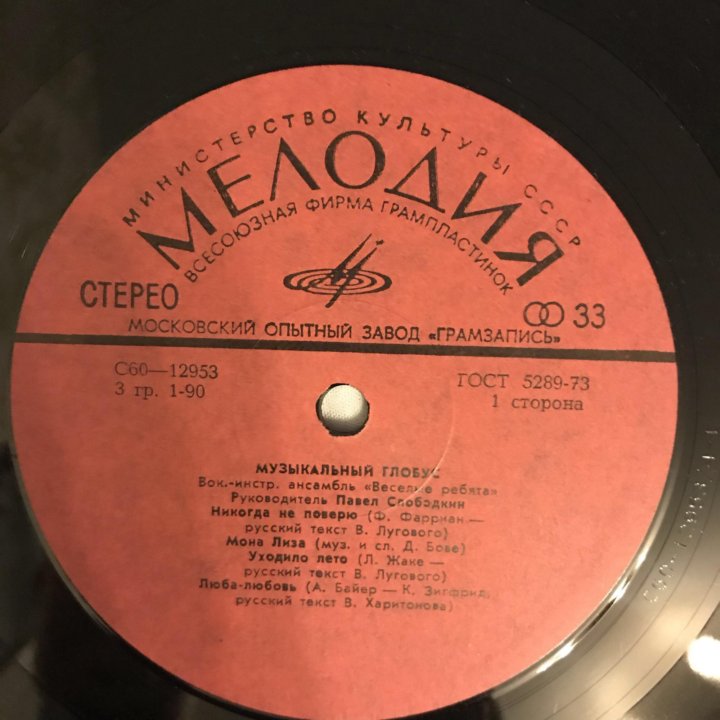 МИНИСТЕРСТВО КУЛЬТУРЫ СССР
МЕЛОДИЯ
ВСЕСОЮЗНАЯ ФИРМА ГРАМПЛАСТИНОК
СТЕРЕО
33
МОСКОВСКИЙ ОПЫТНЫЙ ЗАВОД «ГРАМЗАПИСЬ»
С60—12953
ГОСТ 5289-73
3 гр. 1-90
1 сторона
МУЗЫКАЛЬНЫЙ ГЛОБУС
Вок.-инстр. ансамбль «Веселые ребята»
Руководитель Павел Слободкин
Никогда не поверю (Ф. Фарриан —
русский текст В. Лугового)
Мона Лиза (муз. и сл. Д. Бове)
Уходило лето (Л. Жаке —
русский текст В. Лугового)
Люба-любовь (А. Байер — К. Зигфрид,
русский текст В. Харитонова)